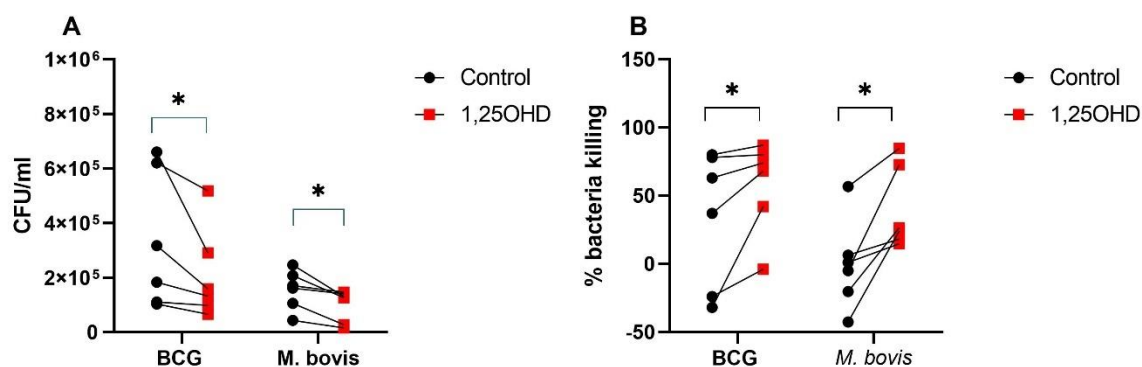 A
CFU/ml
1×10⁶
8×10⁵
6×10⁵
4×10⁵
2×10⁵
0
*
*
BCG
M. bovis
Control
1,25OHD
B
% bacteria killing
150
100
50
0
-50
*
*
BCG
M. bovis
Control
1,25OHD